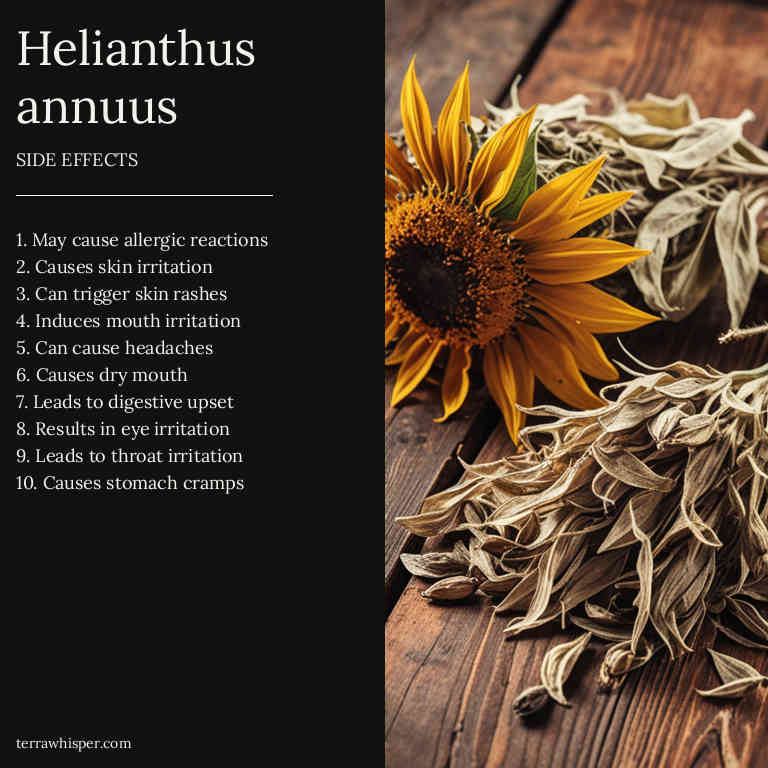 Helianthus
annuus
SIDE EFFECTS
1. May cause allergic reactions
2. Causes skin irritation
3. Can trigger skin rashes
4. Induces mouth irritation
5. Can cause headaches
6. Causes dry mouth
7. Leads to digestive upset
8. Results in eye irritation
9. Leads to throat irritation
10. Causes stomach cramps
terrawhisper.com